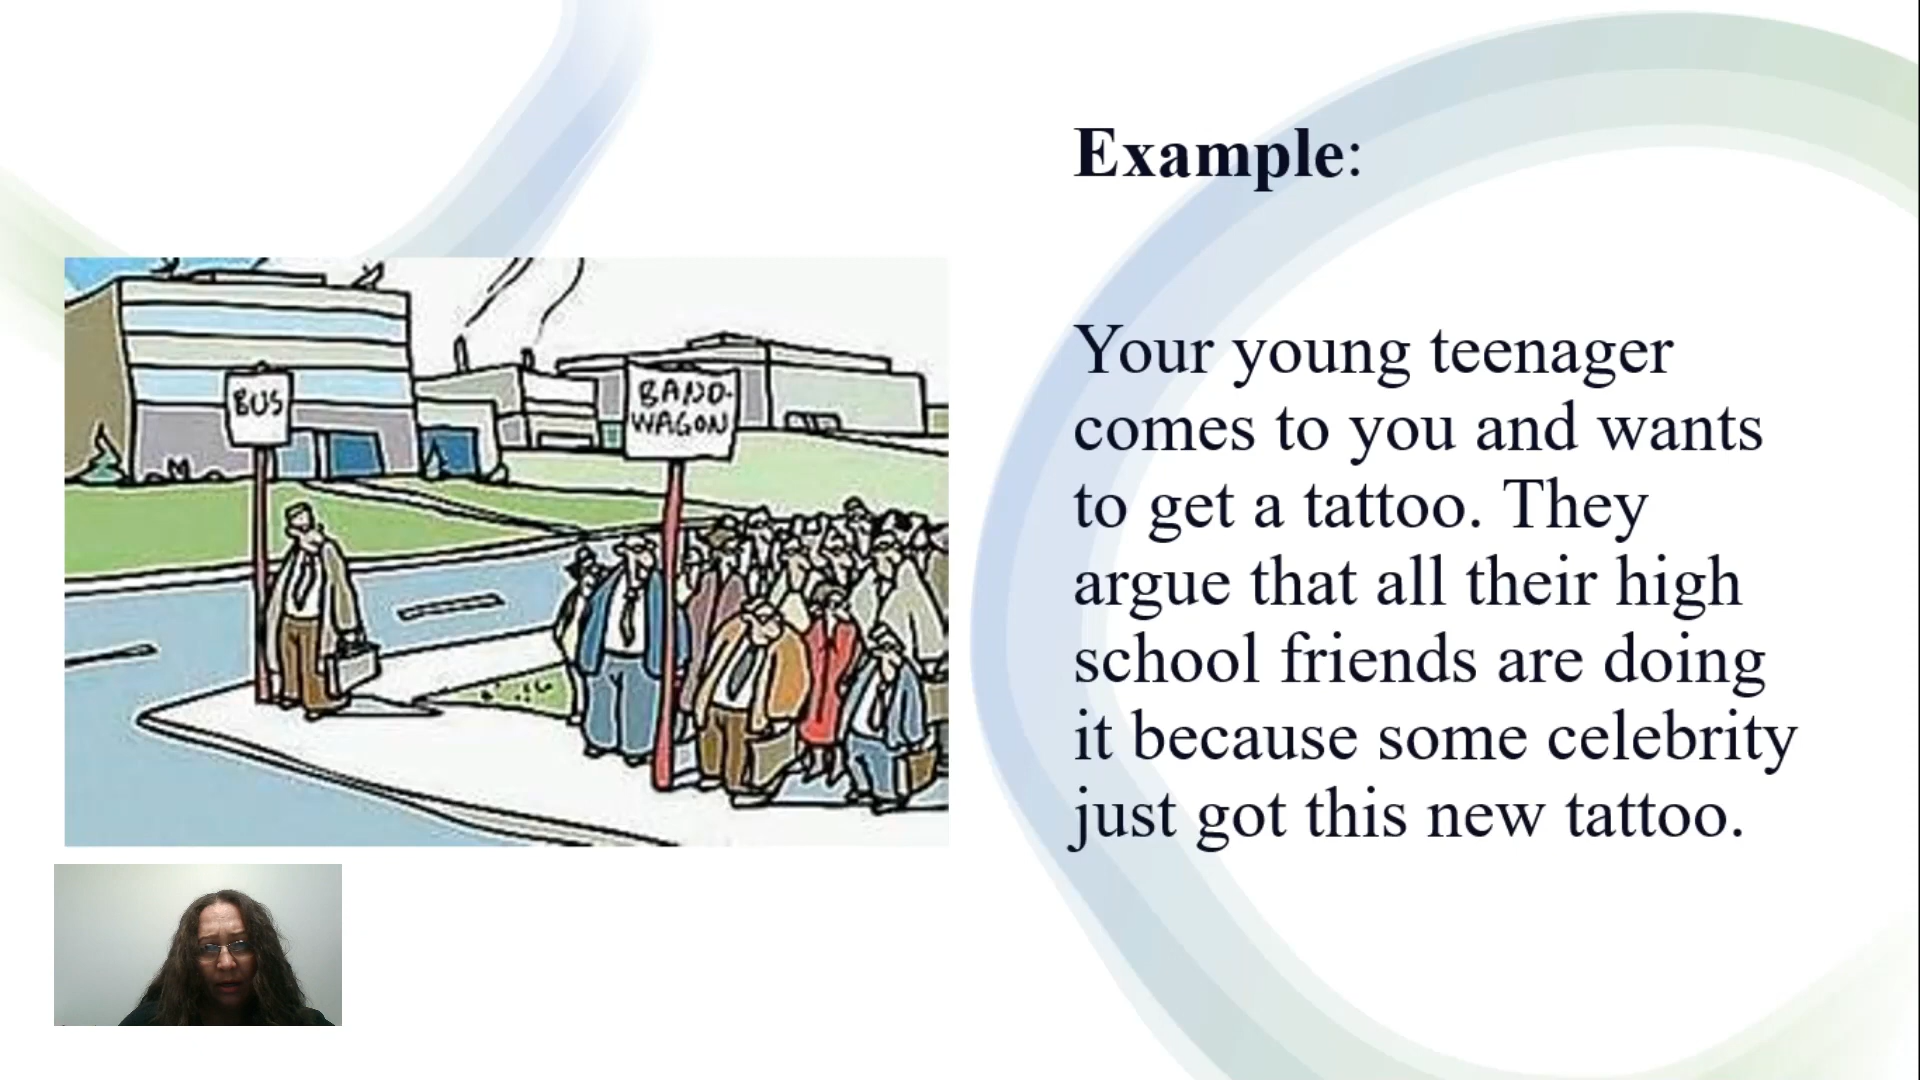 BUS
BAND-
WAGON
Example:
Your young teenager
comes to you and wants
to get a tattoo. They
argue that all their high
school friends are doing
it because some celebrity
just got this new tattoo.